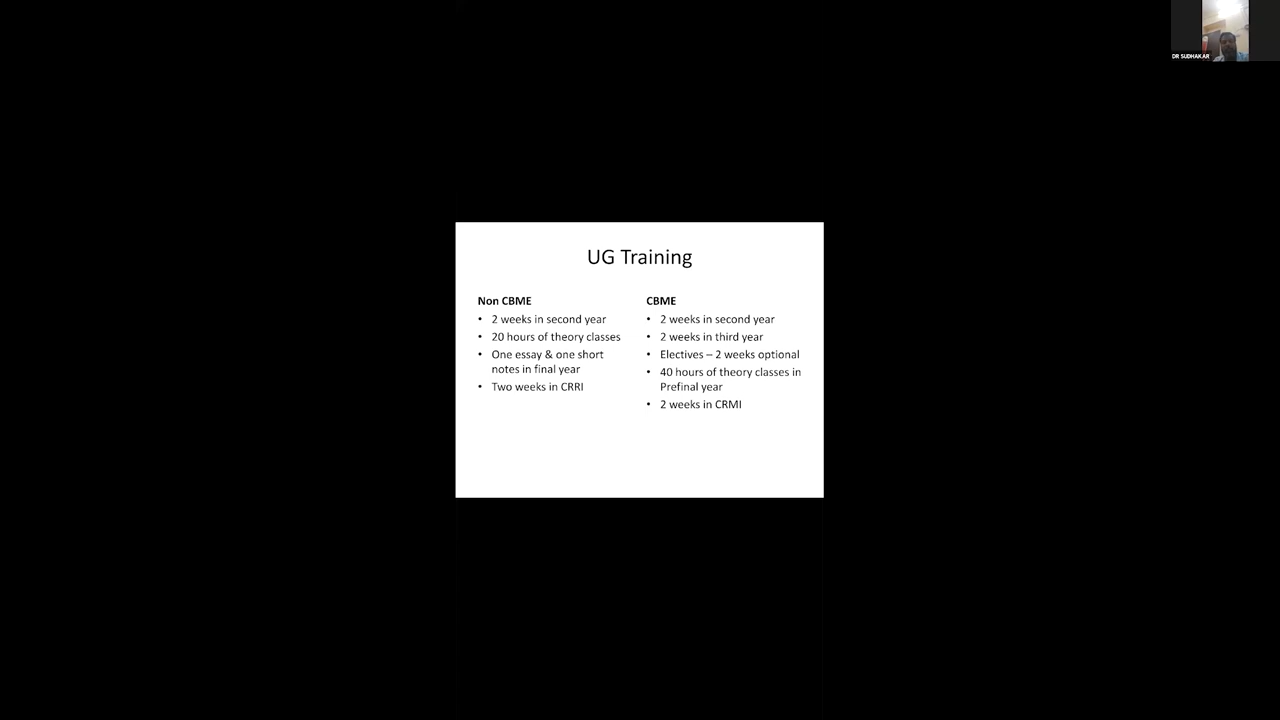 DR SUDHAKAR
UG Training
Non CBME
• 2 weeks in second year
• 20 hours of theory classes
• One essay & one short
notes in final year
• Two weeks in CRRI
CBME
• 2 weeks in second year
• 2 weeks in third year
• Electives – 2 weeks optional
• 40 hours of theory classes in
Prefinal year
• 2 weeks in CRMI